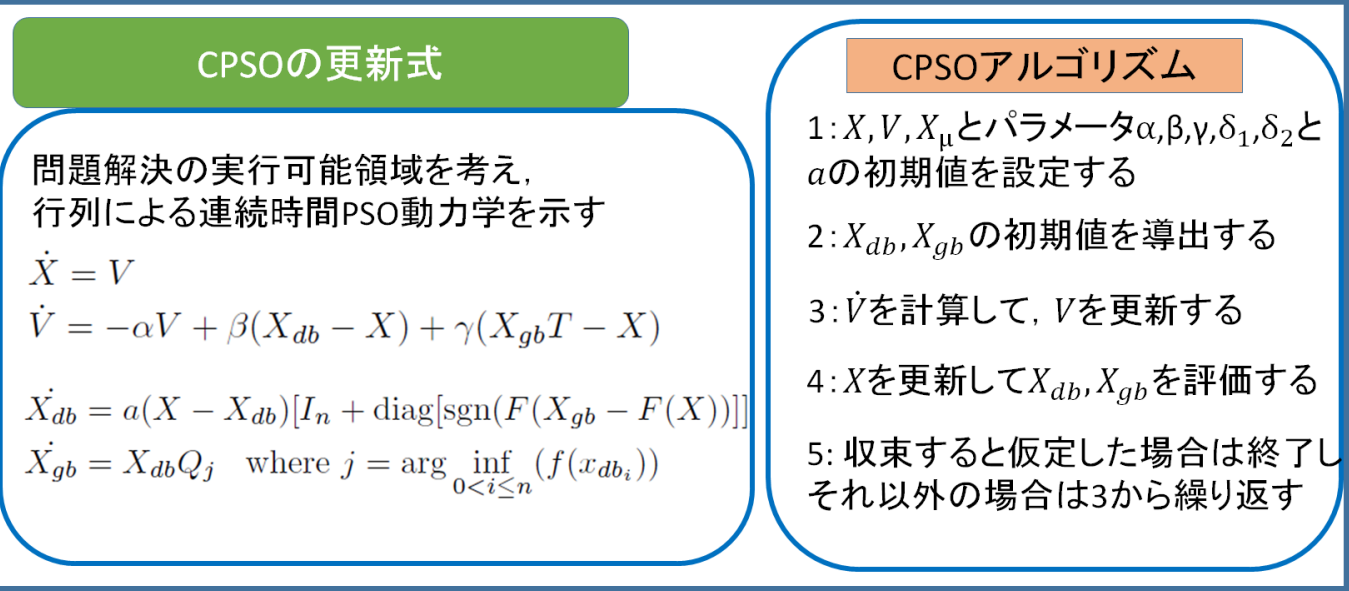 CPSOの更新式
問題解決の実行可能領域を考え,
行列による連続時間PSO動力学を示す
Ẋ = V
V̇ = −αV + β(X_db − X) + γ(X_gb T − X)
Ẋ_db = a(X − X_db)[I_n + diag[sgn(F(X_gb − F(X))]]
Ẋ_gb = X_db Q_j where j = arg inf_{0<i≤n} (f(x_{db_i}))
CPSOアルゴリズム
1:X, V, X_μとパラメータα,β,γ,δ₁,δ₂と
aの初期値を設定する
2:X_db, X_gbの初期値を導出する
3:V̇を計算して, Vを更新する
4:Xを更新してX_db, X_gbを評価する
5: 収束すると仮定した場合は終了し
それ以外の場合は3から繰り返す